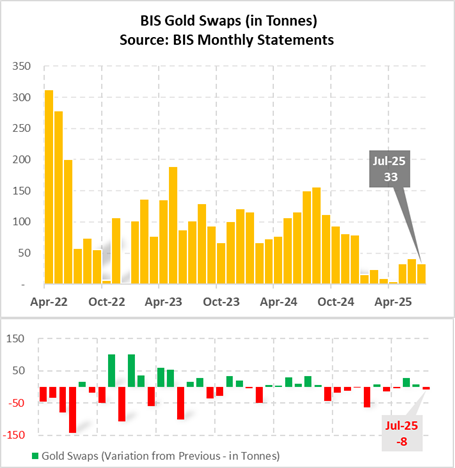 BIS Gold Swaps (in Tonnes)
Source: BIS Monthly Statements
350
300
250
200
150
100
50
-
Jul-25
33
Apr-22 Oct-22 Apr-23 Oct-23 Apr-24 Oct-24 Apr-25
150
50
-50
-150
Jul-25
-8
Gold Swaps (Variation from Previous - in Tonnes)